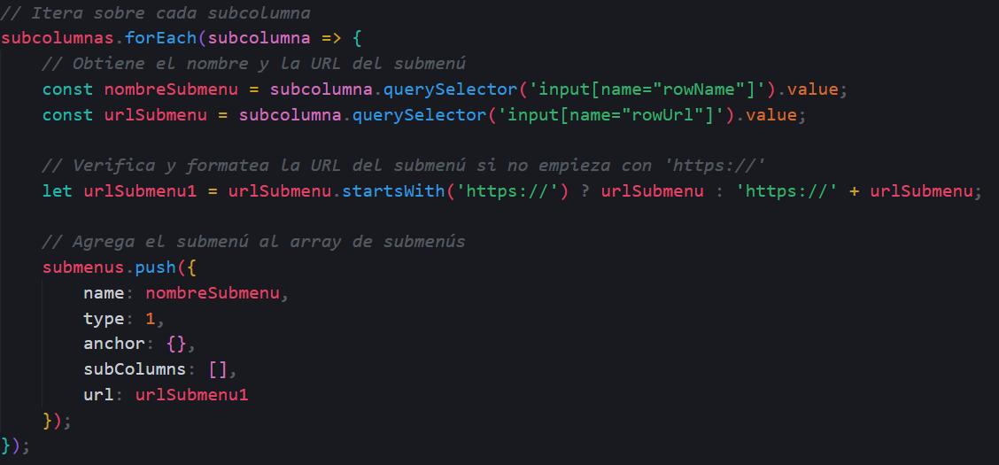 // Itera sobre cada subcolumna
subcolumnas.forEach(subcolumna => {
    // Obtiene el nombre y la URL del submenú
    const nombreSubmenu = subcolumna.querySelector('input[name="rowName"]').value;
    const urlSubmenu = subcolumna.querySelector('input[name="rowUrl"]').value;

    // Verifica y formatea la URL del submenú si no empieza con 'https://'
    let urlSubmenu1 = urlSubmenu.startsWith('https://') ? urlSubmenu : 'https://' + urlSubmenu;

    // Agrega el submenú al array de submenús
    submenus.push({
        name: nombreSubmenu,
        type: 1,
        anchor: {},
        subColumns: [],
        url: urlSubmenu1
    });
});